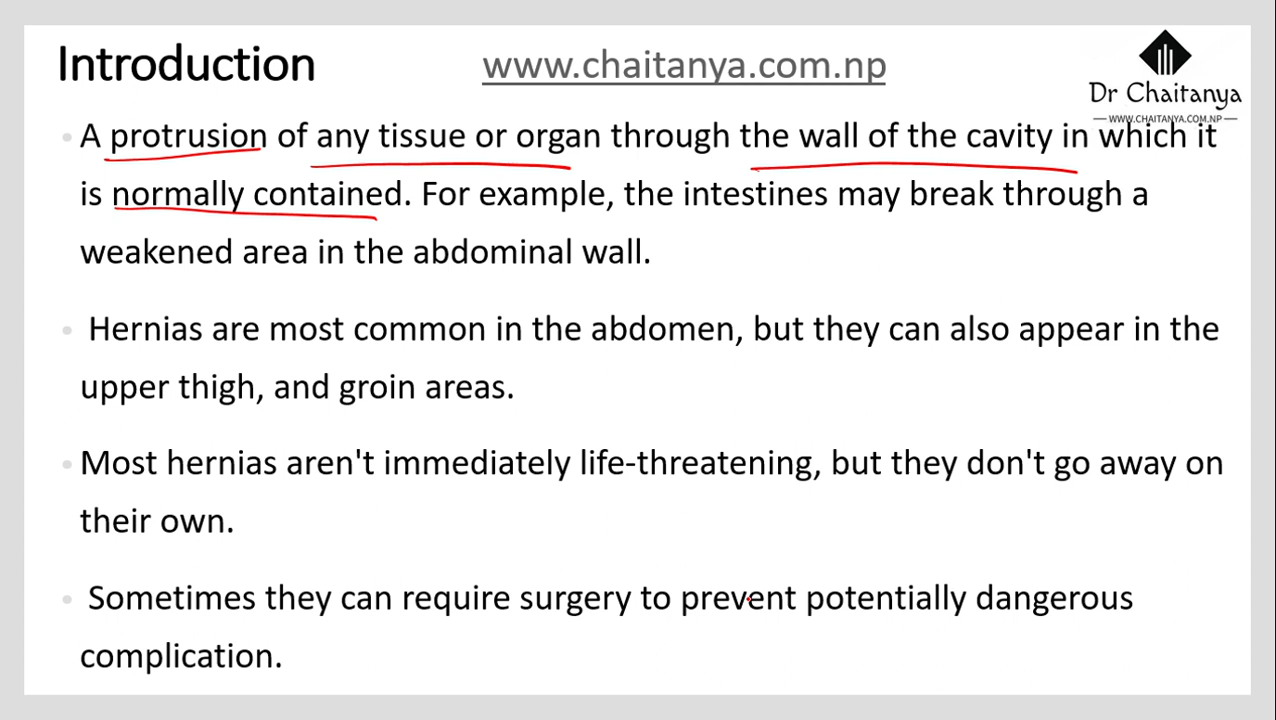 Introduction
www.chaitanya.com.np
Dr Chaitanya
WWW.CHAITANYA.COM.NP
• A protrusion of any tissue or organ through the wall of the cavity in which it
is normally contained. For example, the intestines may break through a
weakened area in the abdominal wall.
• Hernias are most common in the abdomen, but they can also appear in the
upper thigh, and groin areas.
• Most hernias aren't immediately life-threatening, but they don't go away on
their own.
• Sometimes they can require surgery to prevent potentially dangerous
complication.